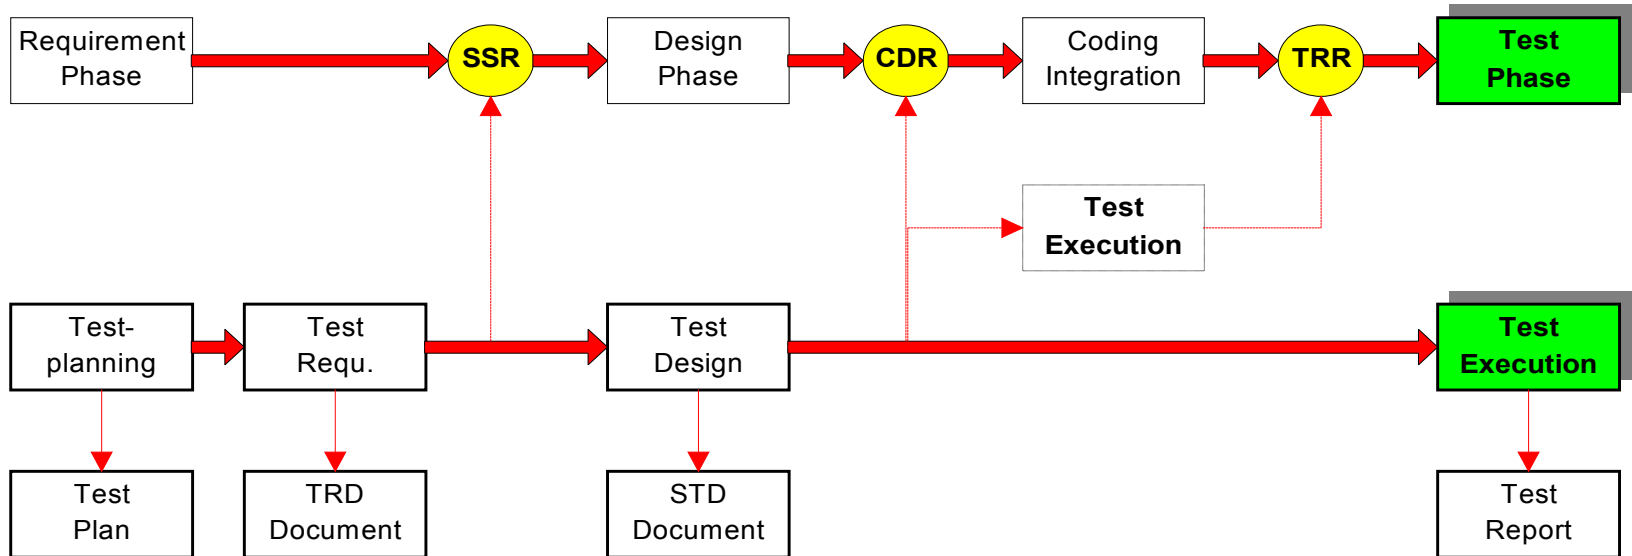 Requirement
Phase
SSR
Design
Phase
CDR
Coding
Integration
TRR
Test
Phase
Test
Execution
Test-
planning
Test
Requ.
Test
Design
Test
Execution
Test
Plan
TRD
Document
STD
Document
Test
Report